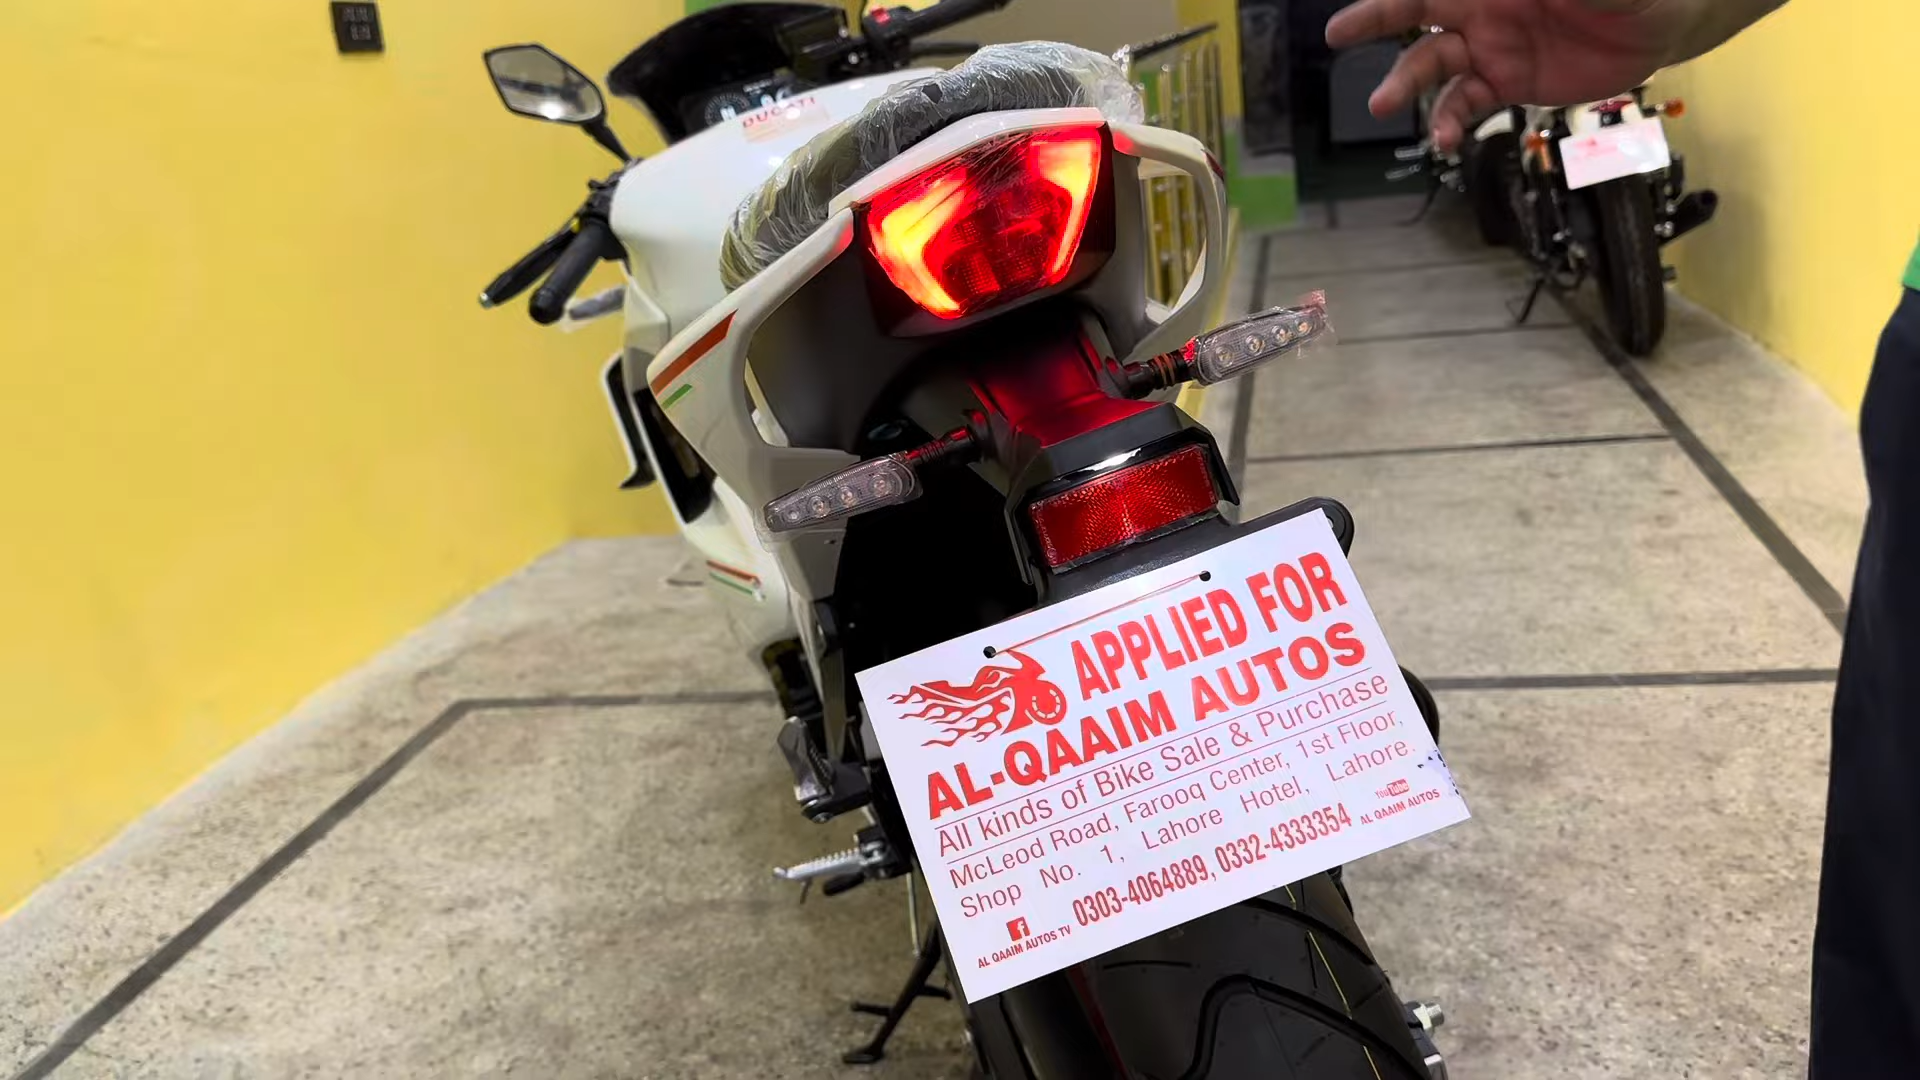 DUCATI
APPLIED FOR
AL-QAAIM AUTOS
All kinds of Bike Sale & Purchase
McLeod Road, Farooq Center, 1st Floor,
Shop No. 1, Lahore Hotel, Lahore.
0303-4064889, 0332-4333354
YouTube
AL QAAIM AUTOS
f
AL QAAIM AUTOS TV